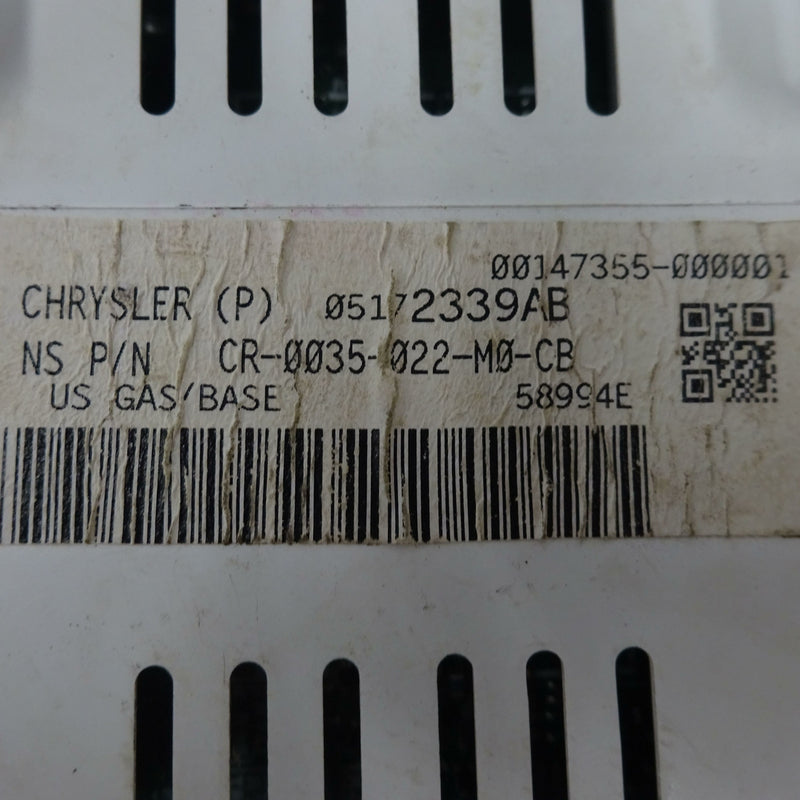 00147355-000001
CHRYSLER (P) 05172339AB
NS P/N CR-0035-022-M0-CB
US GAS/BASE 58994E